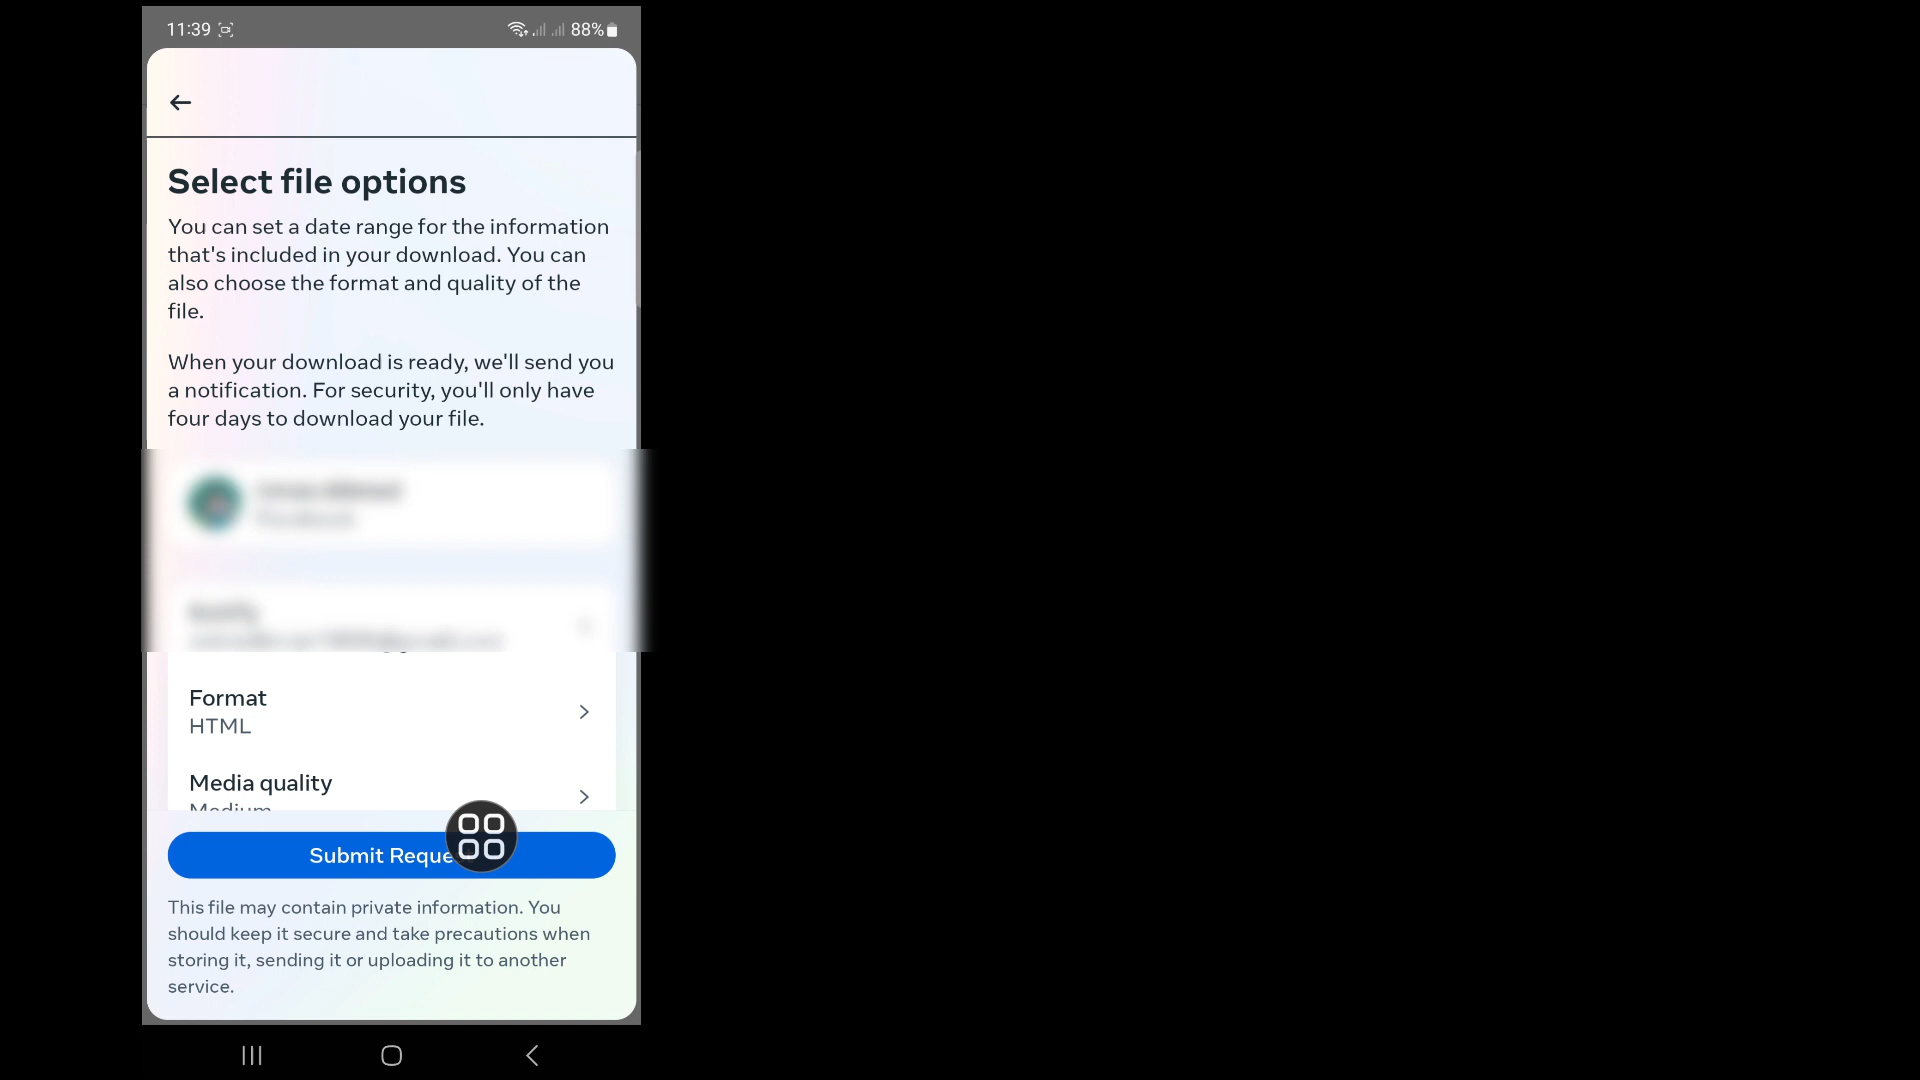 11:39
88%
Select file options
You can set a date range for the information
that's included in your download. You can
also choose the format and quality of the
file.
When your download is ready, we'll send you
a notification. For security, you'll only have
four days to download your file.
Format
HTML
Media quality
Medium
Submit
This file may contain private information. You
should keep it secure and take precautions when
storing it, sending it or uploading it to another
service.